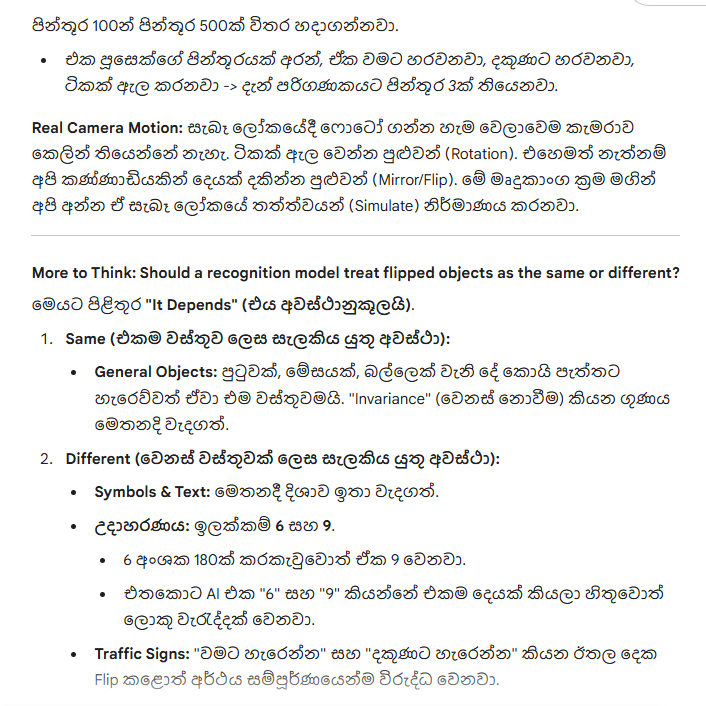 පින්තූර 100න් පින්තූර 500ක් විතර හදාගන්නවා.
• එක පූසෙක්ගේ පින්තූරයක් අරන්, ඒක වමට හරවනවා, දකුණට හරවනවා,
ටිකක් ඇල කරනවා -> දැන් පරිගණකයට පින්තූර 3ක් තියෙනවා.
Real Camera Motion: සැබෑ ලෝකයේදී ෆොටෝ ගන්න හැම වෙලාවෙම කැමරාව
කෙලින් තියෙන්නේ නැහැ. ටිකක් ඇල වෙන්න පුළුවන් (Rotation). එහෙමත් නැත්නම්
අපි කණ්ණාඩියකින් දෙයක් දකින්න පුළුවන් (Mirror/Flip). මේ මෘදුකාංග ක්‍රම මගින්
අපි අන්න ඒ සැබෑ ලෝකයේ තත්ත්වයන් (Simulate) නිර්මාණය කරනවා.
More to Think: Should a recognition model treat flipped objects as the same or different?
මෙයට පිළිතුර "It Depends" (එය අවස්ථානුකූලයි).
1. Same (එකම වස්තුව ලෙස සැලකිය යුතු අවස්ථා):
• General Objects: පුටුවක්, මේසයක්, බල්ලෙක් වැනි දේ කොයි පැත්තට
හැරෙව්වත් ඒවා එම වස්තුවමයි. "Invariance" (වෙනස් නොවීම) කියන ගුණය
මෙතනදි වැදගත්.
2. Different (වෙනස් වස්තුවක් ලෙස සැලකිය යුතු අවස්ථා):
• Symbols & Text: මෙතනදී දිශාව ඉතා වැදගත්.
• උදාහරණය: ඉලක්කම් 6 සහ 9.
• 6 අංශක 180ක් කරකැවුවොත් ඒක 9 වෙනවා.
• එතකොට AI එක "6" සහ "9" කියන්නේ එකම දෙයක් කියලා හිතුවොත්
ලොකු වැරැද්දක් වෙනවා.
• Traffic Signs: "වමට හැරෙන්න" සහ "දකුණට හැරෙන්න" කියන ඊතල දෙක
Flip කළොත් අර්ථය සම්පූර්ණයෙන්ම විරුද්ධ වෙනවා.